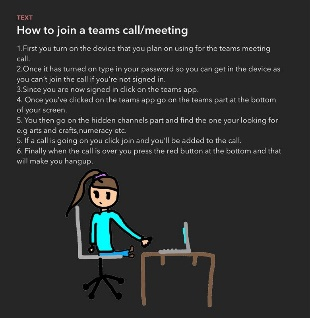 TEXT
How to join a teams call/meeting
1.First you turn on the device that you plan on using for the teams meeting
call.
2.Once it has turned on type in your password so you can get in the device as
you can't join the call if you're not signed in.
3.Since you are now signed in click on the teams app.
4. Once you've clicked on the teams app go on the teams part at the bottom
of your screen.
5. You then go on the hidden channels part and find the one your looking for
e.g arts and crafts,numeracy etc.
5. If a call is going on you click join and you'll be added to the call.
6. Finally when the call is over you press the red button at the bottom and that
will make you hangup.